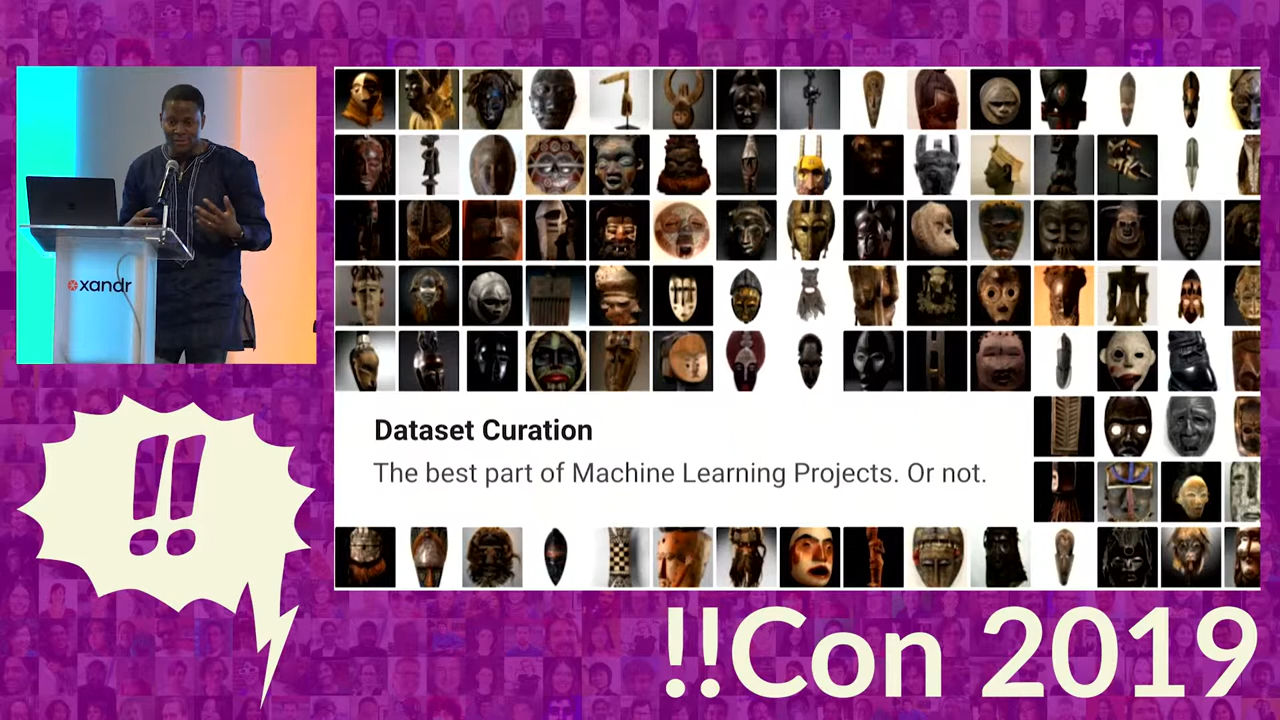 xandr
Dataset Curation
The best part of Machine Learning Projects. Or not.
!!
!!Con 2019